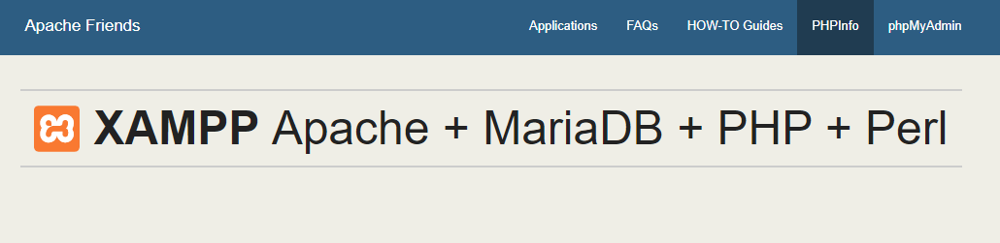 Apache Friends Applications FAQs HOW-TO Guides PHPInfo phpMyAdmin
XAMPP Apache + MariaDB + PHP + Perl